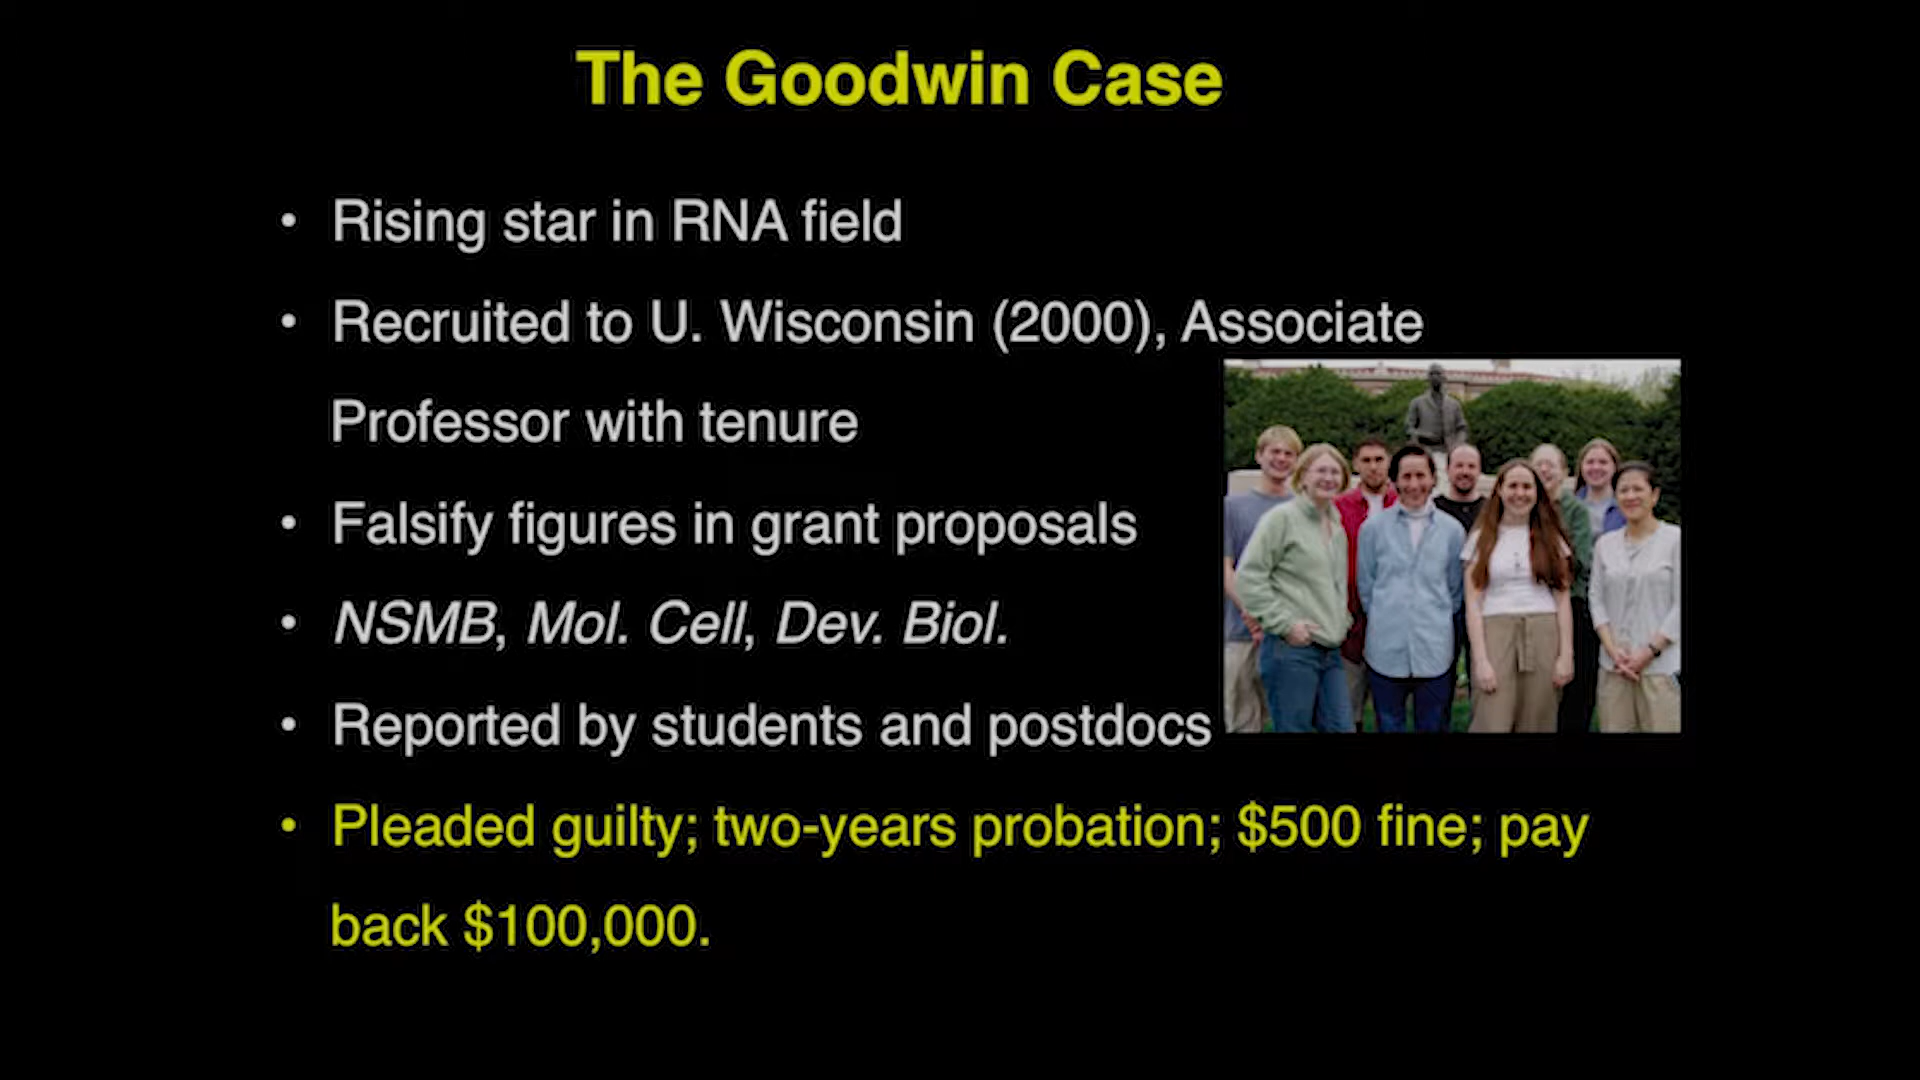 The Goodwin Case
• Rising star in RNA field
• Recruited to U. Wisconsin (2000), Associate
Professor with tenure
• Falsify figures in grant proposals
• NSMB, Mol. Cell, Dev. Biol.
• Reported by students and postdocs
• Pleaded guilty; two-years probation; $500 fine; pay
back $100,000.